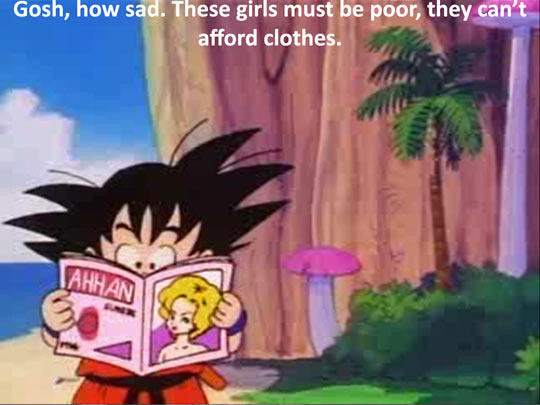 Gosh, how sad. These girls must be poor, they can't
afford clothes.
AHHAN